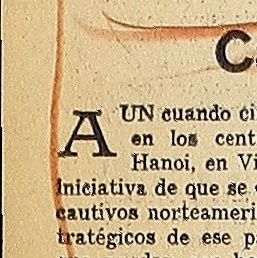 C
AUN cuando ci
en los cent
Hanoi, en Vi
iniciativa de que se
cautivos norteameri
tratégicos de ese p